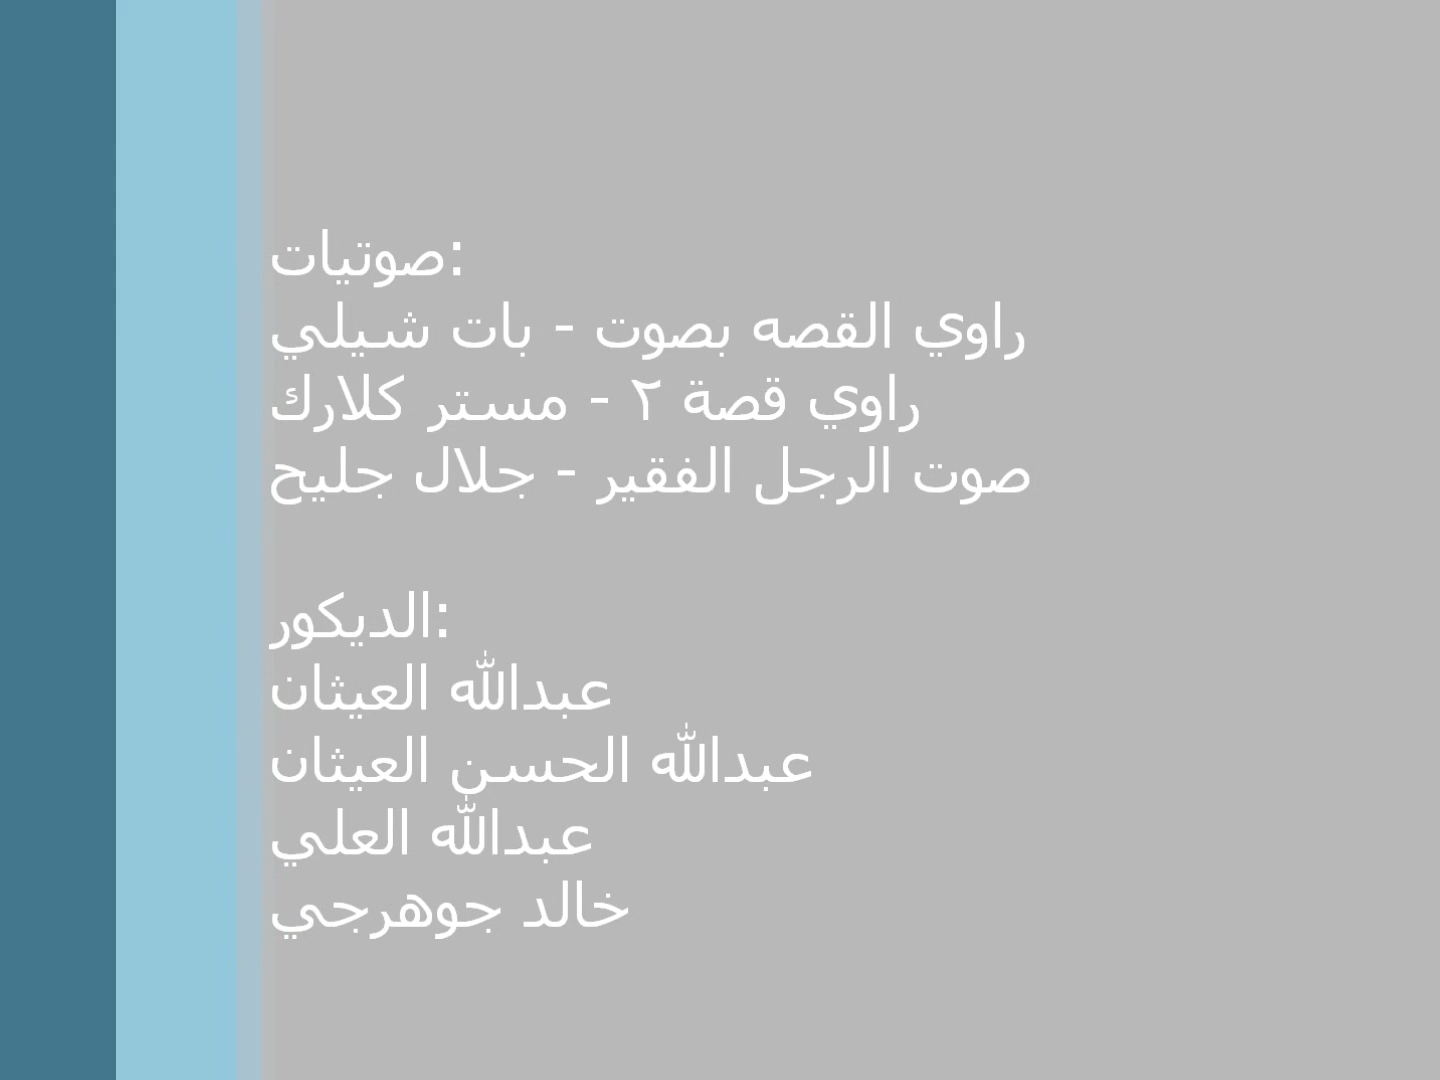 صوتيات:
راوي القصه بصوت - بات شيلي
راوي قصة ٢ - مستر كلارك
صوت الرجل الفقير - جلال جليح
الديكور:
عبدالله العيثان
عبدالله الحسن العيثان
عبدالله العلي
خالد جوهرجي